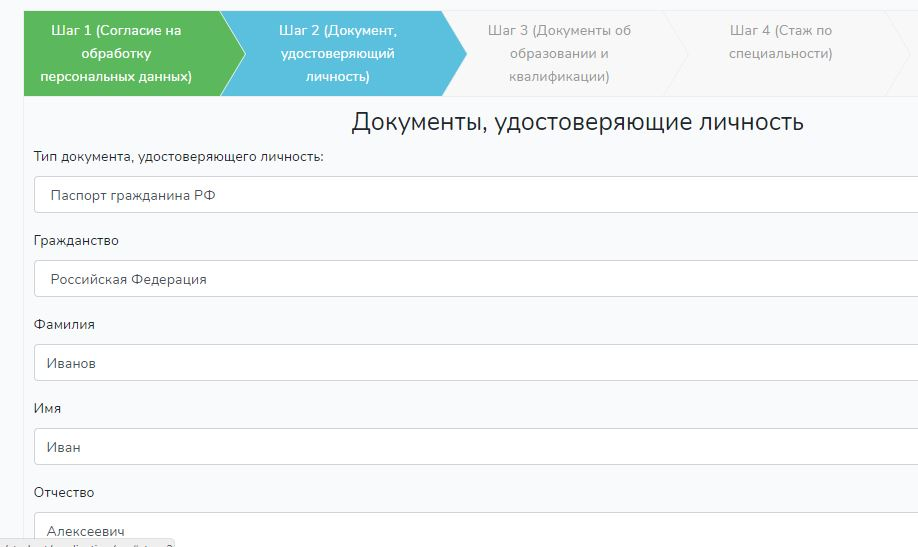 Шаг 1 (Согласие на
обработку
персональных данных)
Шаг 2 (Документ,
удостоверяющий
личность)
Шаг 3 (Документы об
образовании и
квалификации)
Шаг 4 (Стаж по
специальности)
Документы, удостоверяющие личность
Тип документа, удостоверяющего личность:
Паспорт гражданина РФ
Гражданство
Российская Федерация
Фамилия
Иванов
Имя
Иван
Отчество
Алексеевич